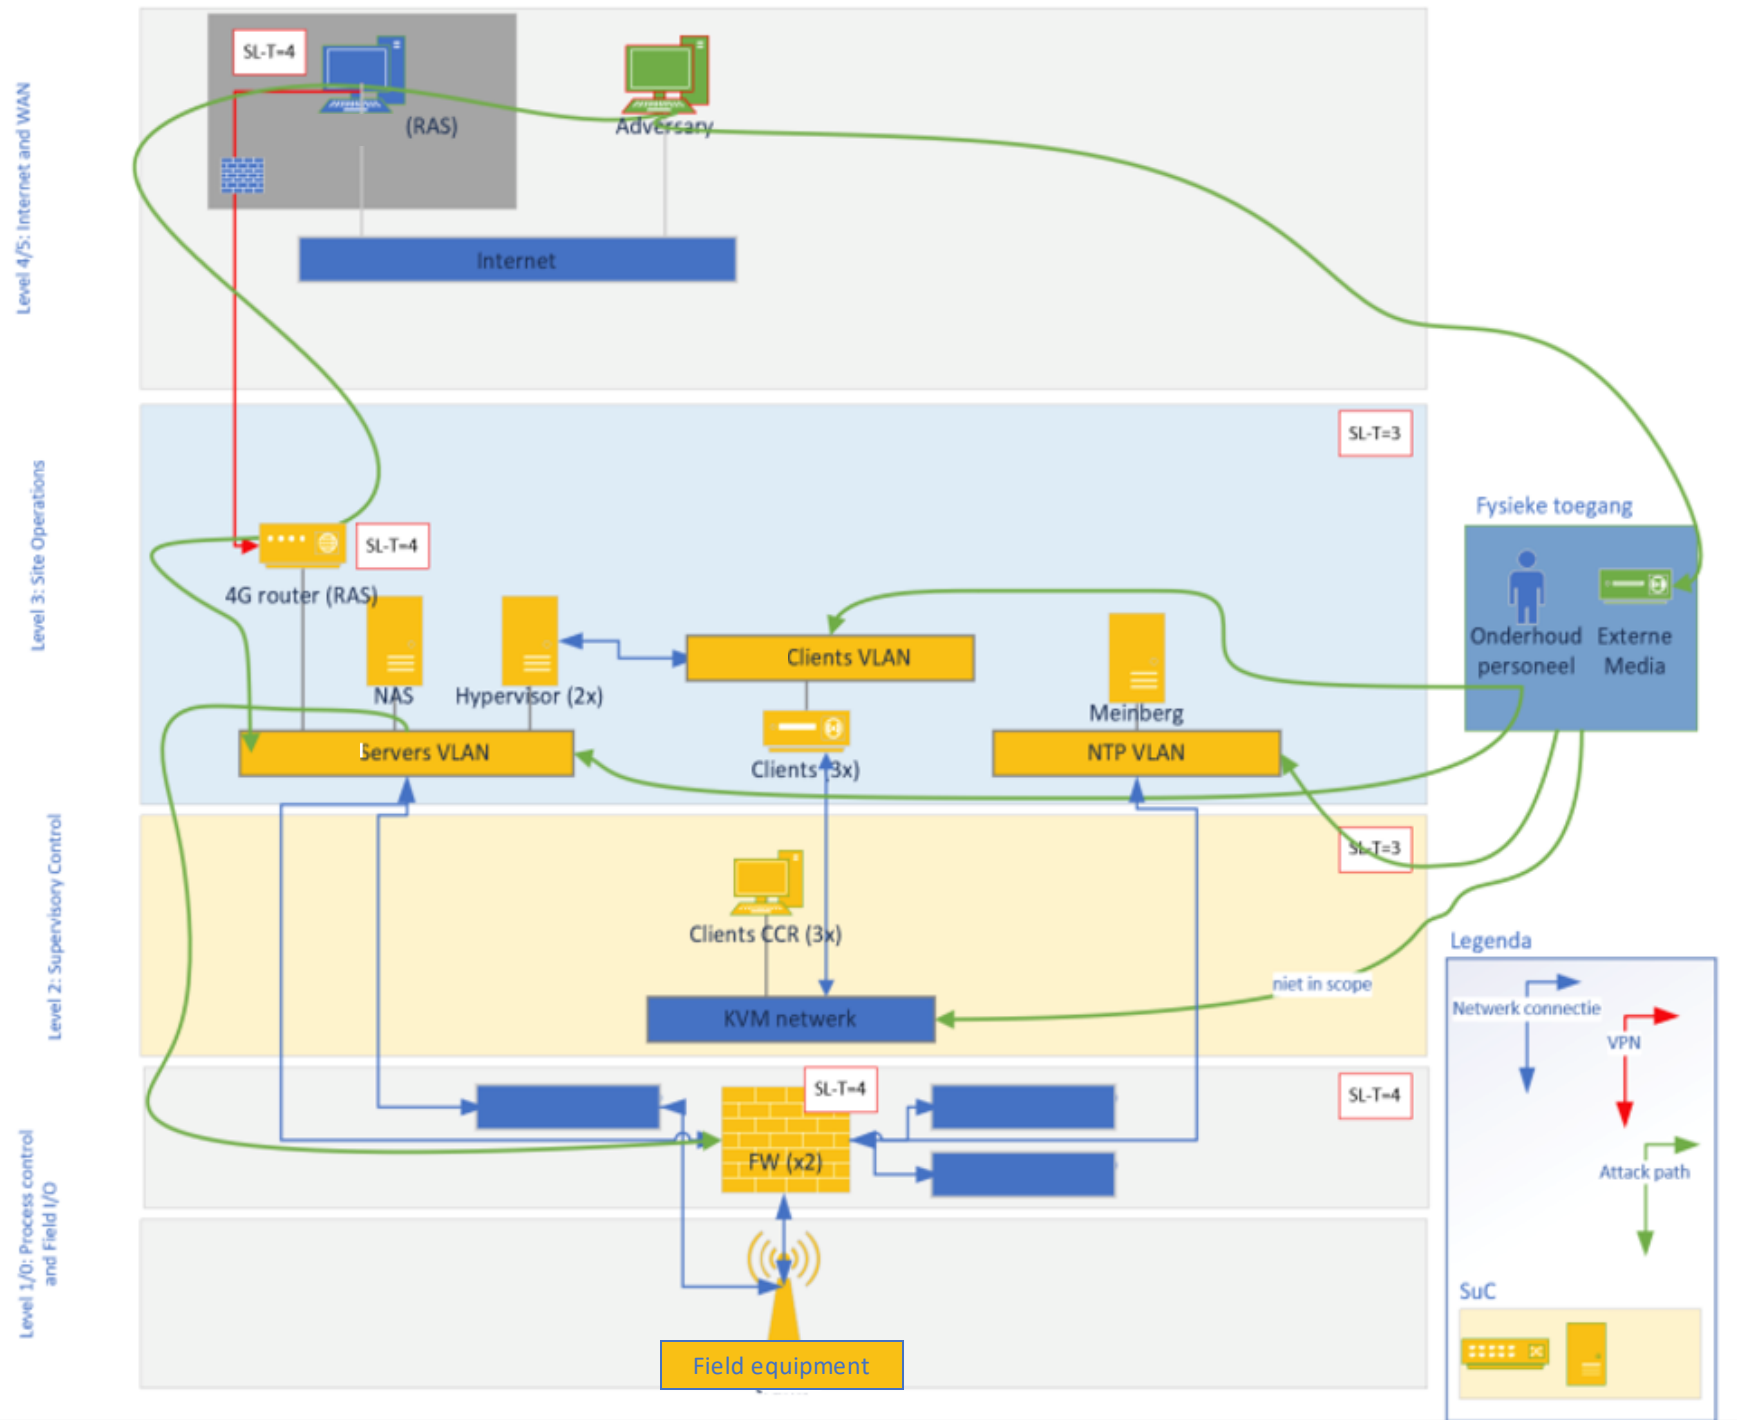 Level 4/5: Internet and WAN
SL-T=4
(RAS)
Adversary
Internet
Level 3: Site Operations
SL-T=3
SL-T=4
4G router (RAS)
NAS
Hypervisor (2x)
Clients VLAN
Clients (3x)
Meinberg
Servers VLAN
NTP VLAN
Fysieke toegang
Onderhoud
personeel
Externe
Media
Level 2: Supervisory Control
SL-T=3
Clients CCR (3x)
KVM netwerk
niet in scope
Level 1/0: Process control
and Field I/O
SL-T=4
SL-T=4
FW (x2)
Field equipment
Legenda
Netwerk connectie
VPN
Attack path
SuC